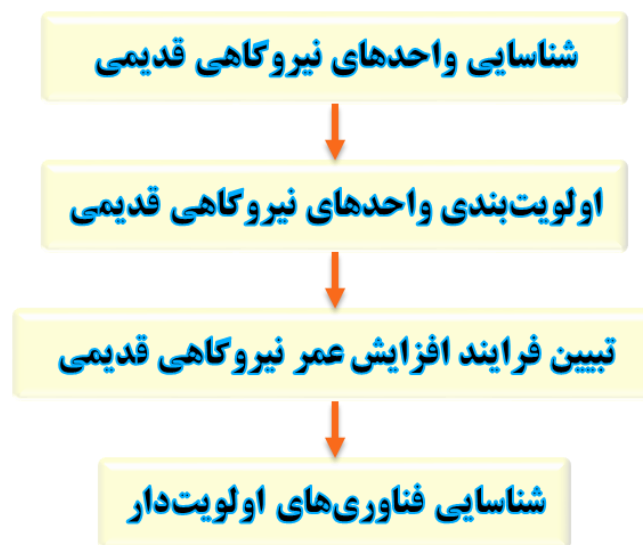 شناسایی واحدهای نیروگاهی قدیمی
اولویت‌بندی واحدهای نیروگاهی قدیمی
تبیین فرایند افزایش عمر نیروگاهی قدیمی
شناسایی فناوری‌های اولویت‌دار